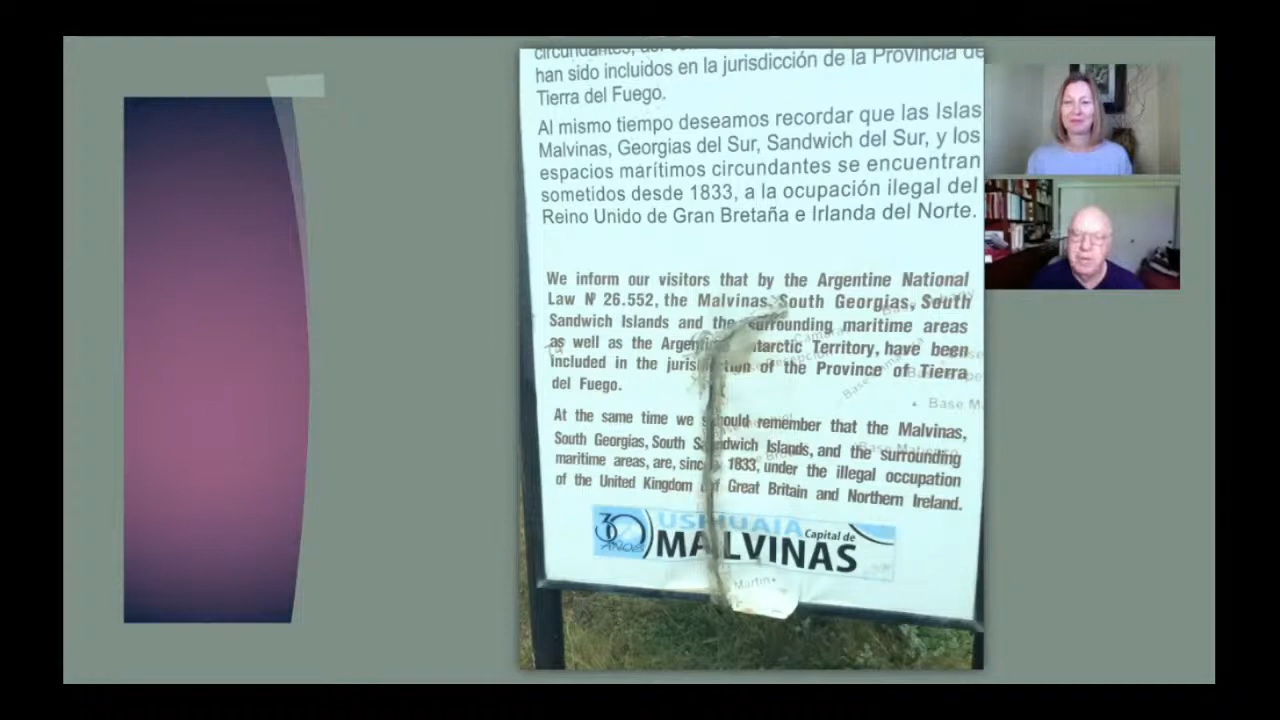 han sido incluidos en la jurisdicción de la Provincia de
Tierra del Fuego.
Al mismo tiempo deseamos recordar que las Islas
Malvinas, Georgias del Sur, Sandwich del Sur, y los
espacios marítimos circundantes se encuentran
sometidos desde 1833, a la ocupación ilegal del
Reino Unido de Gran Bretaña e Irlanda del Norte.
We inform our visitors that by the Argentine National
Law Nº 26.552, the Malvinas, South Georgias, South
Sandwich Islands and the surrounding maritime areas
as well as the Argentine Antarctic Territory, have been
included in the jurisdiction of the Province of Tierra
del Fuego.
At the same time we should remember that the Malvinas,
South Georgias, South Sandwich Islands, and the surrounding
maritime areas, are, since 1833, under the illegal occupation
of the United Kingdom of Great Britain and Northern Ireland.
30 AÑOS
USHUAIA
Capital de
MALVINAS
Martín